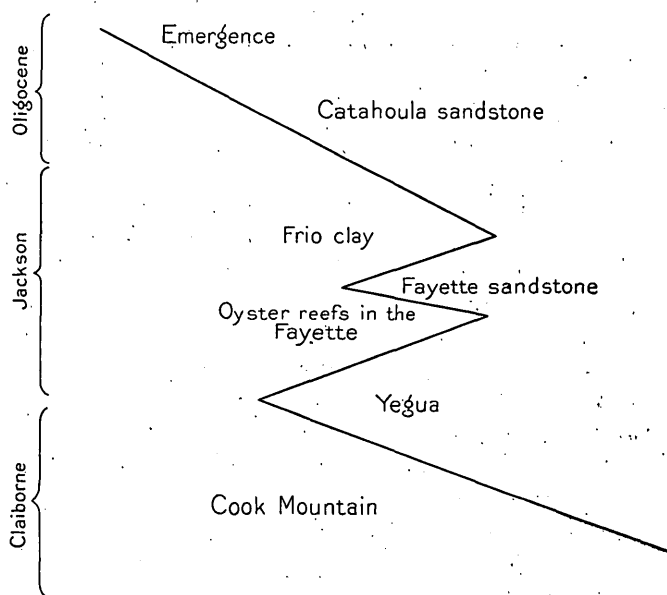 Oligocene
Emergence
Catahoula sandstone
Jackson
Frio clay
Fayette sandstone
Oyster reefs in the
Fayette
Yegua
Claiborne
Cook Mountain